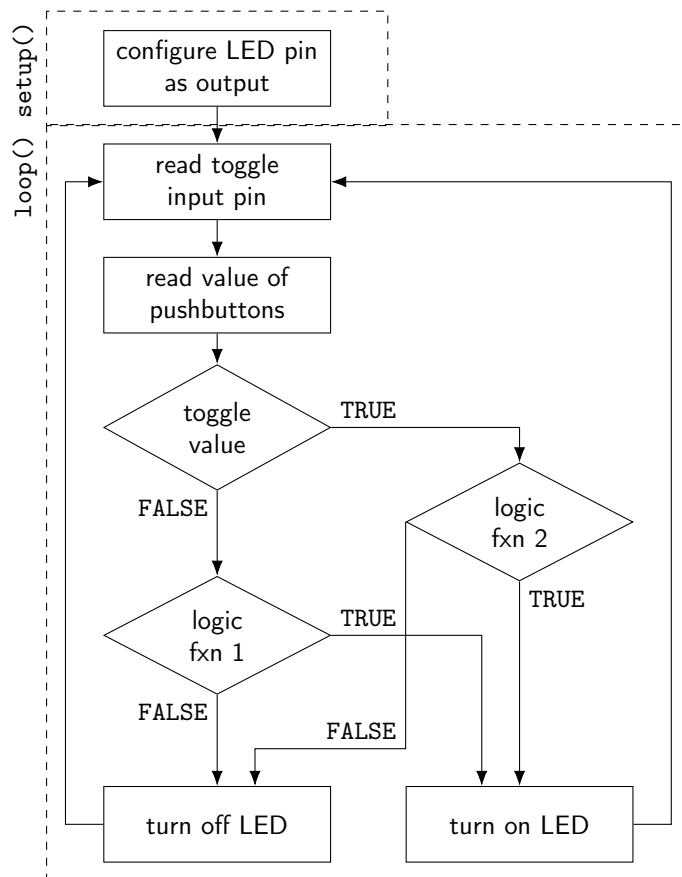 setup()
configure LED pin
as output
loop()
read toggle
input pin
read value of
pushbuttons
toggle
value
TRUE
FALSE
logic
fxn 2
TRUE
logic
fxn 1
TRUE
FALSE
FALSE
turn off LED
turn on LED